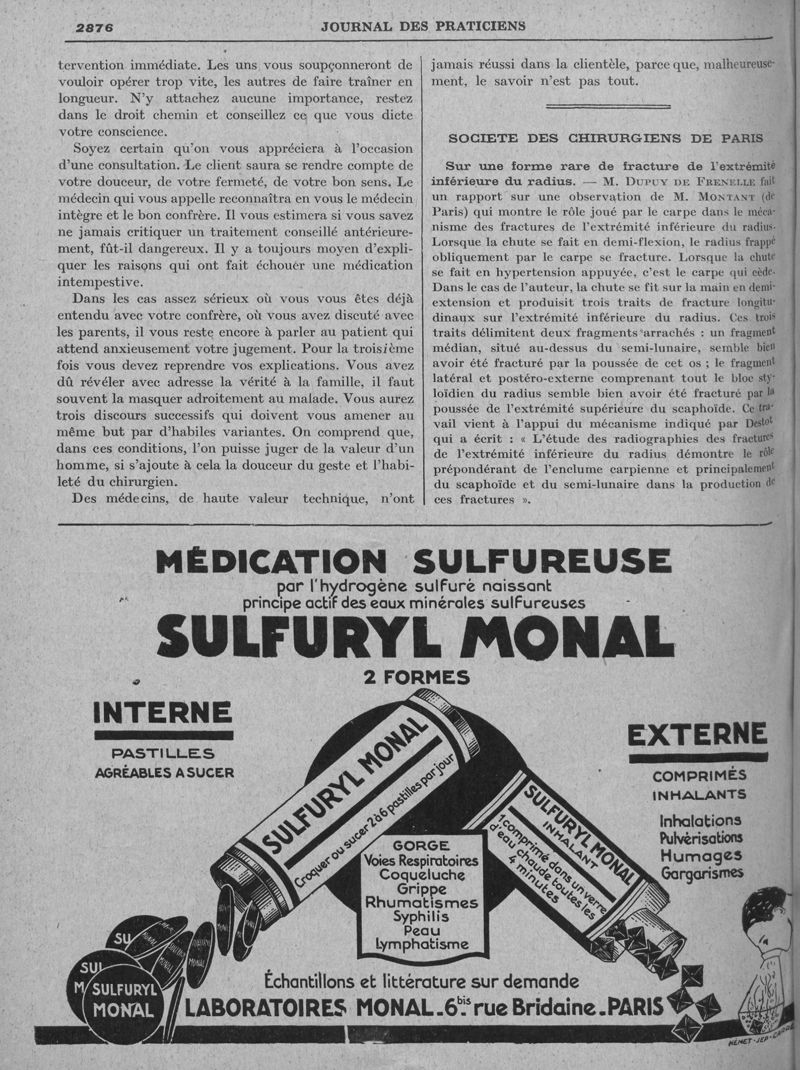 2876
JOURNAL DES PRATICIENS
tervention immédiate. Les uns vous soupçonneront de
vouloir opérer trop vite, les autres de faire traîner en
longueur. N'y attachez aucune importance, restez
dans le droit chemin et conseillez ce que vous dicte
votre conscience.
Soyez certain qu'on vous appréciera à l'occasion
d'une consultation. Le client saura se rendre compte de
votre douceur, de votre fermeté, de votre bon sens. Le
médecin qui vous appelle reconnaîtra en vous le médecin
intègre et le bon confrère. Il vous estimera si vous savez
ne jamais critiquer un traitement conseillé antérieure-
ment, fût-il dangereux. Il y a toujours moyen d'expli-
quer les raisons qui ont fait échouer une médication
intempestive.
Dans les cas assez sérieux où vous vous êtes déjà
entendu avec votre confrère, où vous avez discuté avec
les parents, il vous reste encore à parler au patient qui
attend anxieusement votre jugement. Pour la troisième
fois vous devez reprendre vos explications. Vous avez
dû révéler avec adresse la vérité à la famille, il faut
souvent la masquer adroitement au malade. Vous aurez
trois discours successifs qui doivent vous amener au
même but par d'habiles variantes. On comprend que,
dans ces conditions, l'on puisse juger de la valeur d'un
homme, si s'ajoute à cela la douceur du geste et l'habi-
leté du chirurgien.
Des médecins, de haute valeur technique, n'ont
jamais réussi dans la clientèle, parce que, malheureuse-
ment, le savoir n'est pas tout.
SOCIETE DES CHIRURGIENS DE PARIS
Sur une forme rare de fracture de l'extrémité
inférieure du radius. — M. DUPUY DE FRENELLE fait
un rapport sur une observation de M. MONTANT (de
Paris) qui montre le rôle joué par le carpe dans le méca-
nisme des fractures de l'extrémité inférieure du radius.
Lorsque la chute se fait en demi-flexion, le radius frappé
obliquement par le carpe se fracture. Lorsque la chute
se fait en hypertension appuyée, c'est le carpe qui cède.
Dans le cas de l'auteur, la chute se fit sur la main en demi-
extension et produisit trois traits de fracture longitu-
dinaux sur l'extrémité inférieure du radius. Ces trois
traits délimitent deux fragments arrachés : un fragment
médian, situé au-dessus du semi-lunaire, semble bien
avoir été fracturé par la poussée de cet os ; le fragment
latéral et postéro-externe comprenant tout le bloc sty-
loïdien du radius semble bien avoir été fracturé par la
poussée de l'extrémité supérieure du scaphoïde. Ce tra-
vail vient à l'appui du mécanisme indiqué par Destot
qui a écrit : « L'étude des radiographies des fractures
de l'extrémité inférieure du radius démontre le rôle
prépondérant de l'enclume carpienne et principalement
du scaphoïde et du semi-lunaire dans la production de
ces fractures ».
MÉDICATION SULFUREUSE
par l'hydrogène sulfuré naissant
principe actif des eaux minérales sulfureuses
SULFURYL MONAL
2 FORMES
INTERNE
PASTILLES
AGRÉABLES A SUCER
EXTERNE
COMPRIMÉS
INHALANTS
Inhalations
Pulvérisations
Humages
Gargarismes
SULFURYL MONAL
Croquer ou sucer 2 à 6 pastilles par jour
SULFURYL MONAL
INHALANT
1 comprimé dans un verre
d'eau chaude toutes les
4 minutes
GORGE
Voies Respiratoires
Coqueluche
Grippe
Rhumatismes
Syphilis
Peau
Lymphatisme
SU
SUL
M
SULFURYL
MONAL
Échantillons et littérature sur demande
LABORATOIRES MONAL_6bis rue Bridaine_PARIS